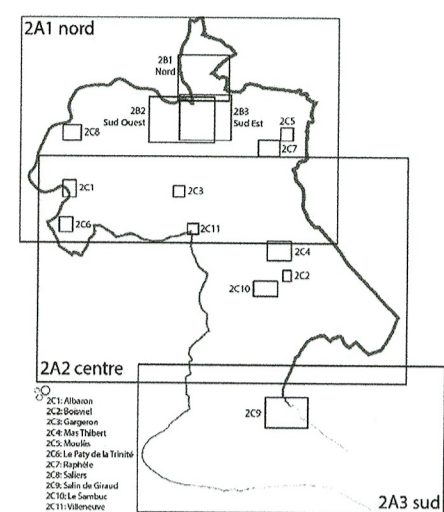 2A1 nord
2B1
Nord
2B2
Sud Ouest
2B3
Sud Est
2C5
2C8
2C7
2C1
2C3
2C6
2C11
2C4
2C2
2C10
2A2 centre
2C9
2C1: Albaron
2C2: Boisviel
2C3: Gargeron
2C4: Mas Thibert
2C5: Moulès
2C6: Le Paty de la Trinité
2C7: Raphèle
2C8: Saliers
2C9: Salin de Giraud
2C10: Le Sambuc
2C11: Villeneuve
2A3 sud